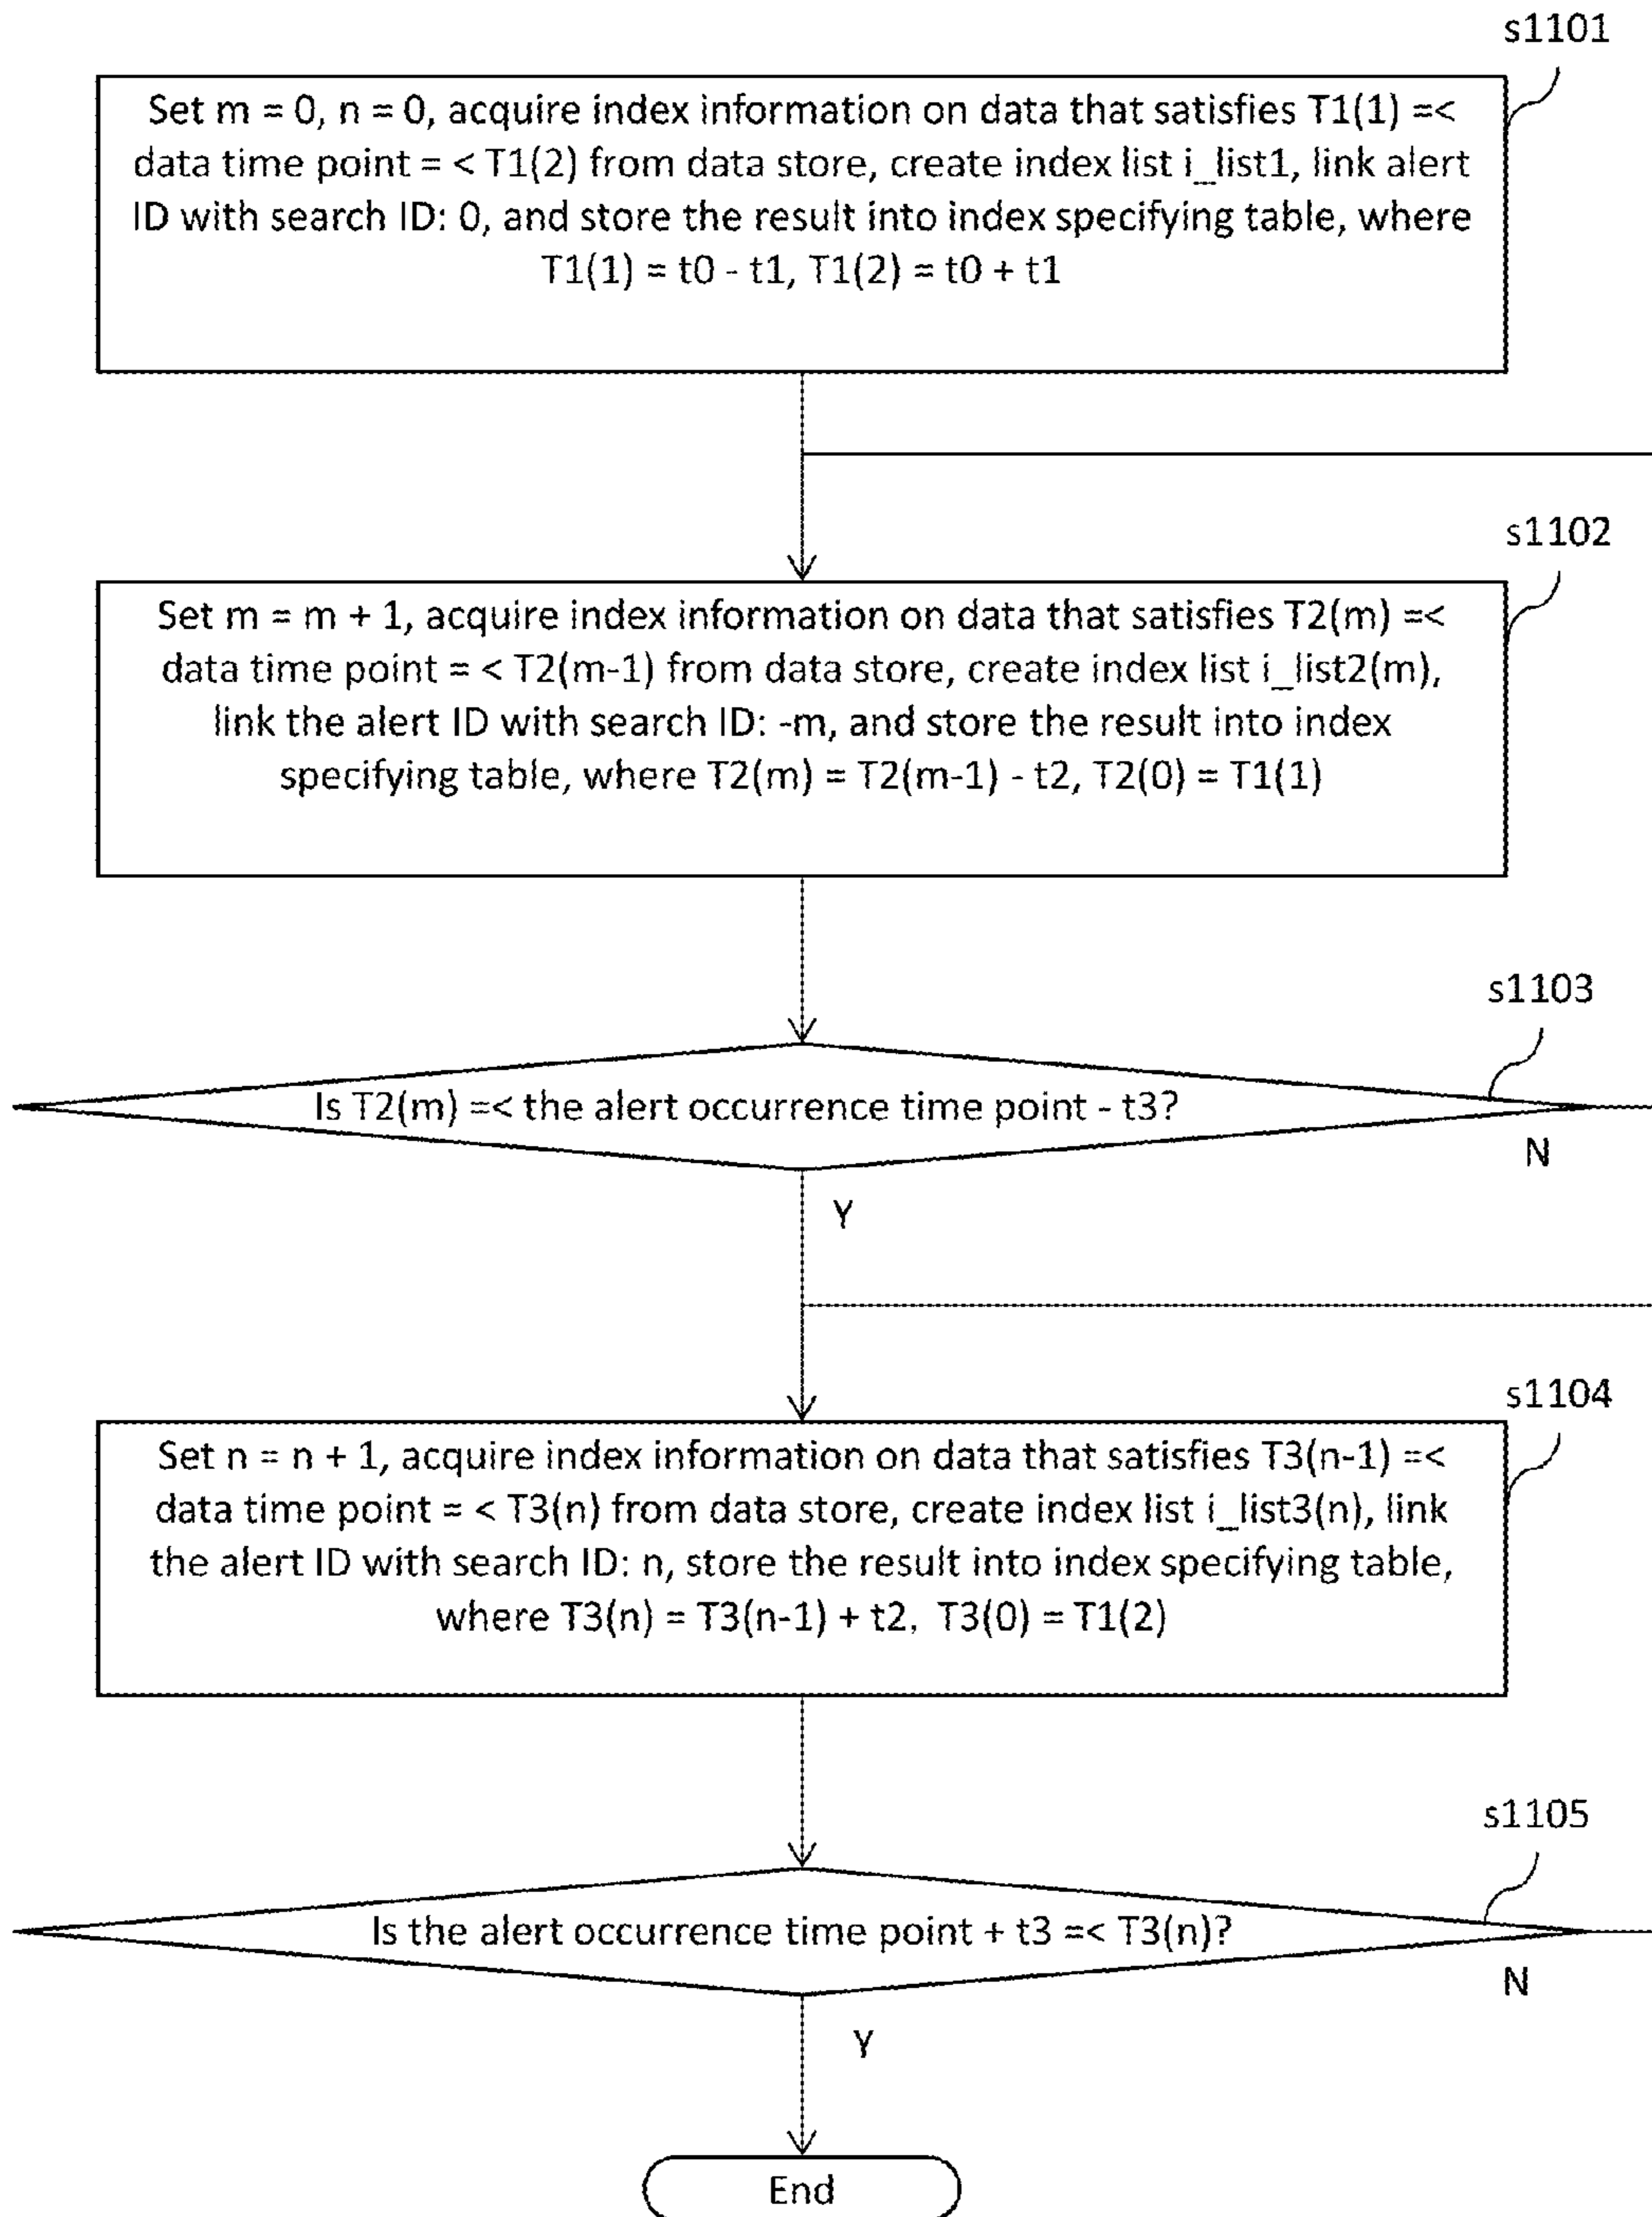 s1101
Set m = 0, n = 0, acquire index information on data that satisfies T1(1) =<
data time point = < T1(2) from data store, create index list i_list1, link alert
ID with search ID: 0, and store the result into index specifying table, where
T1(1) = t0 - t1, T1(2) = t0 + t1
s1102
Set m = m + 1, acquire index information on data that satisfies T2(m) =<
data time point = < T2(m-1) from data store, create index list i_list2(m),
link the alert ID with search ID: -m, and store the result into index
specifying table, where T2(m) = T2(m-1) - t2, T2(0) = T1(1)
s1103
Is T2(m) =< the alert occurrence time point - t3?
N
Y
s1104
Set n = n + 1, acquire index information on data that satisfies T3(n-1) =<
data time point = < T3(n) from data store, create index list i_list3(n), link
the alert ID with search ID: n, store the result into index specifying table,
where T3(n) = T3(n-1) + t2, T3(0) = T1(2)
s1105
Is the alert occurrence time point + t3 =< T3(n)?
N
Y
End